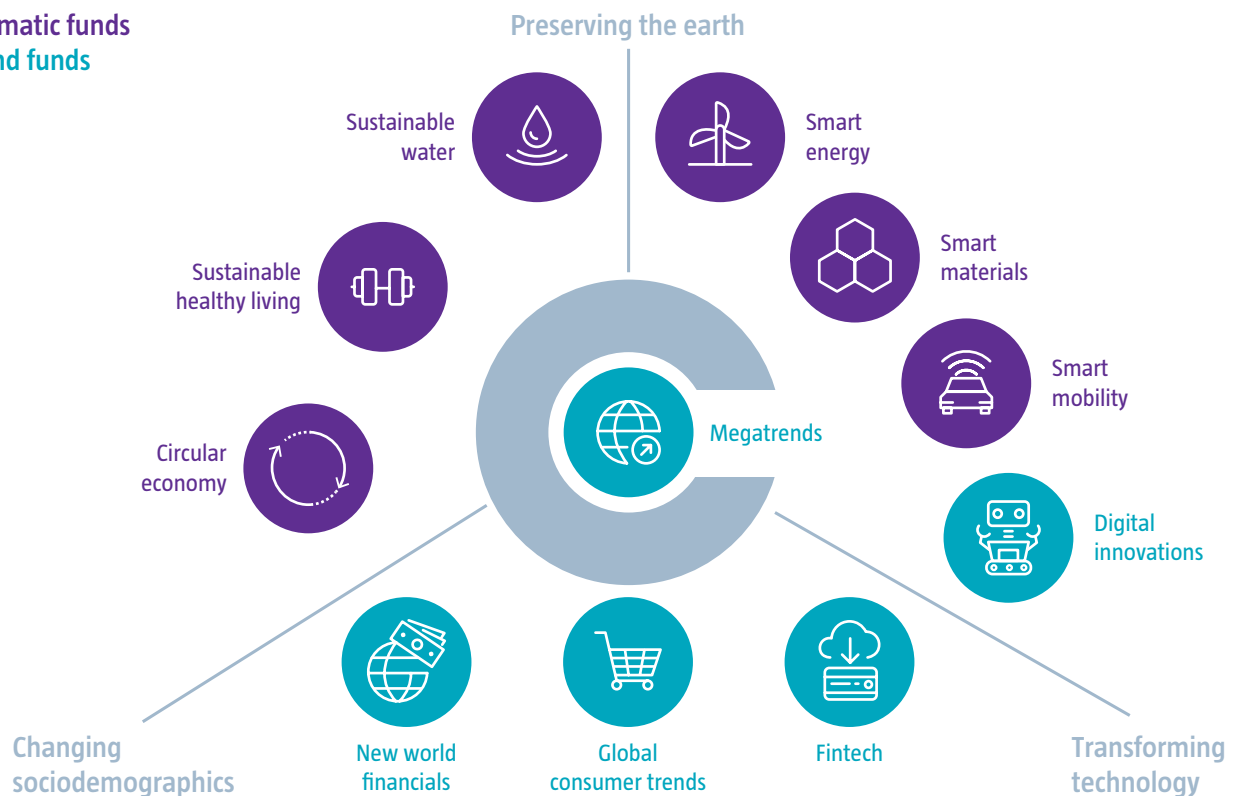 matic funds
nd funds
Preserving the earth
Sustainable
water
Smart
energy
Smart
materials
Sustainable
healthy living
Smart
mobility
Megatrends
Circular
economy
Digital
innovations
New world
financials
Global
consumer trends
Fintech
Changing
sociodemographics
Transforming
technology